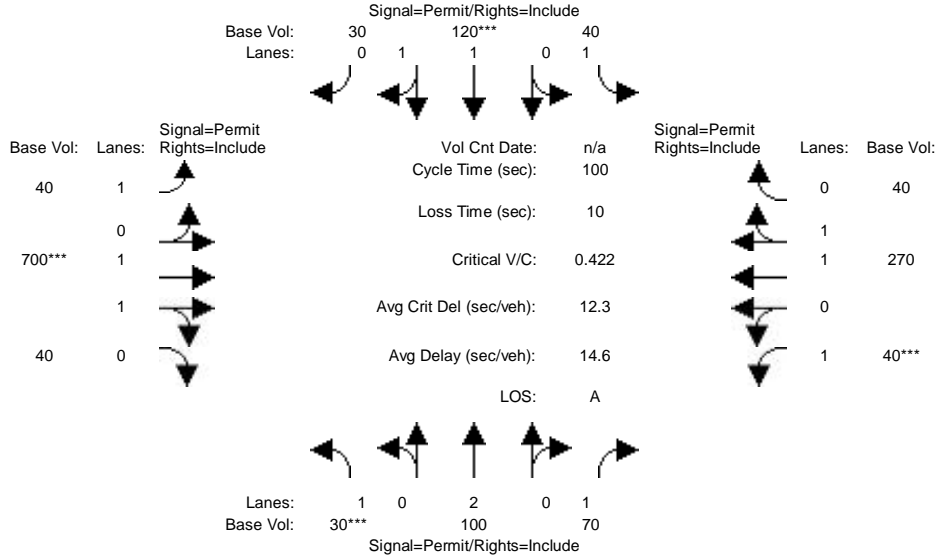 Signal=Permit/Rights=Include
Base Vol: 30 120*** 40
Lanes: 0 1 1 0 1
Signal=Permit
Base Vol: Lanes: Rights=Include
Vol Cnt Date: n/a
Signal=Permit
Rights=Include Lanes: Base Vol:
Cycle Time (sec): 100
40 1
0 40
Loss Time (sec): 10
0
1
700*** 1
Critical V/C: 0.422
1 270
1
Avg Crit Del (sec/veh): 12.3
0
40 0
Avg Delay (sec/veh): 14.6
1 40***
LOS: A
Lanes: 1 0 2 0 1
Base Vol: 30*** 100 70
Signal=Permit/Rights=Include